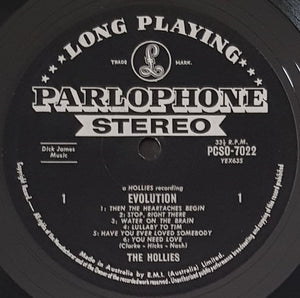 LONG PLAYING
£
TRADE MARK.
PARLOPHONE
STEREO
33⅓ R.P.M.
Dick James
Music
PCSO-7022
YEX635
a HOLLIES recording
1 EVOLUTION 1
1: THEN THE HEARTACHES BEGIN
2: STOP, RIGHT THERE
3: WATER ON THE BRAIN
4: LULLABY TO TIM
5: HAVE YOU EVER LOVED SOMEBODY
6: YOU NEED LOVE
(Clarke - Hicks - Nash)
THE HOLLIES
Made in Australia by E.M.I. (Australia) Limited.